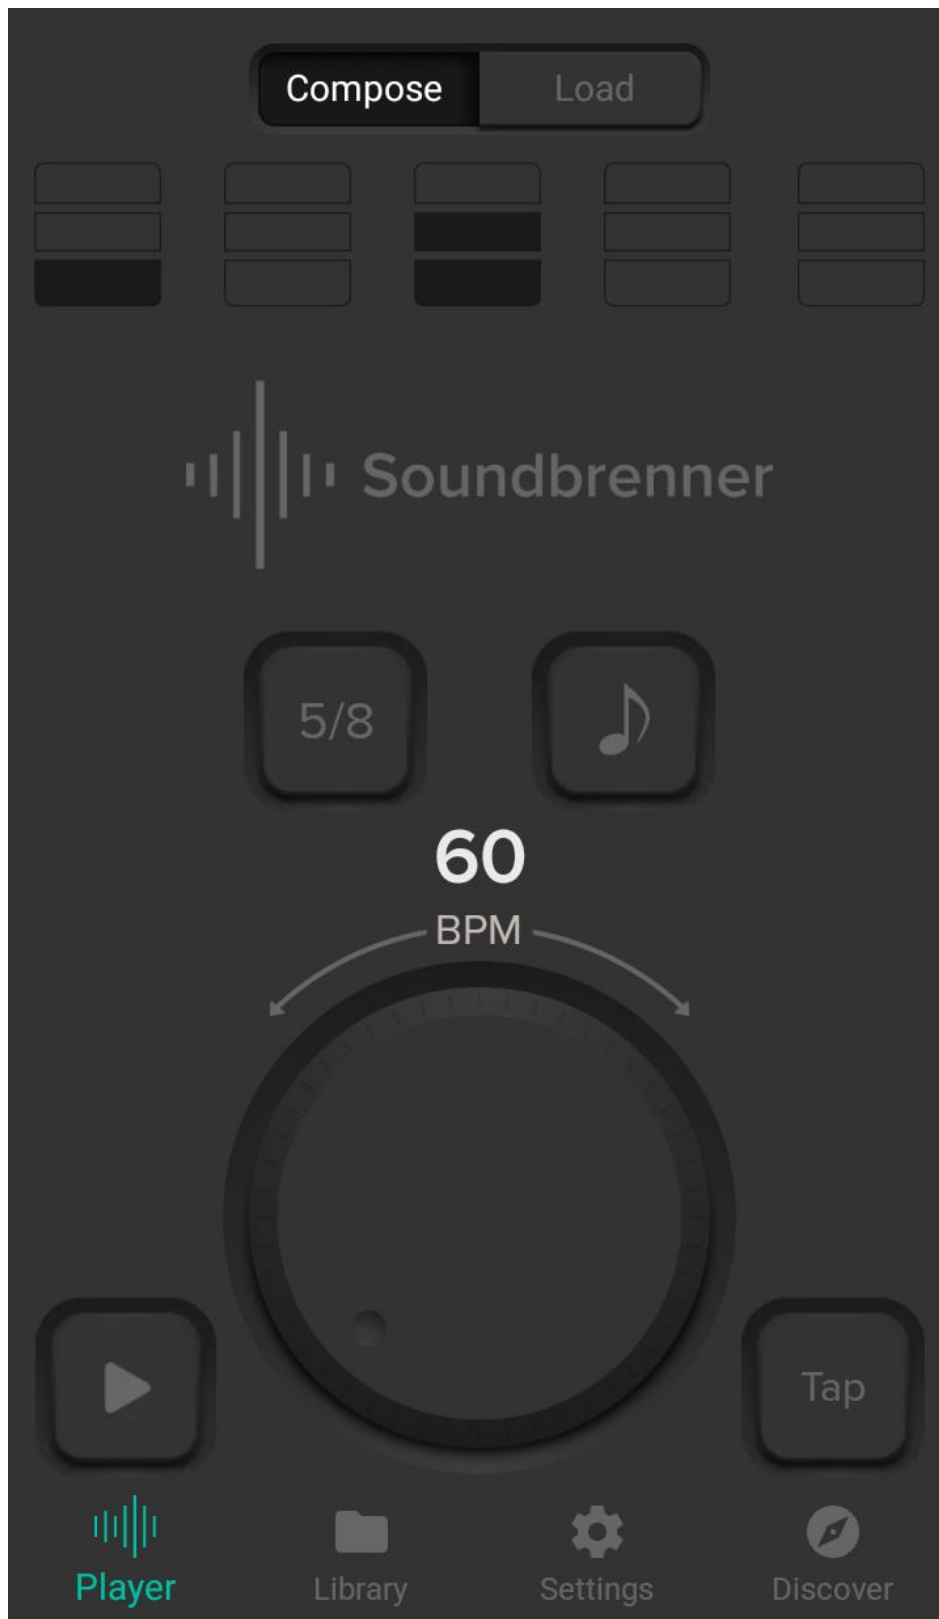 Compose Load
Soundbrenner
5/8
60
BPM
Tap
Player Library Settings Discover